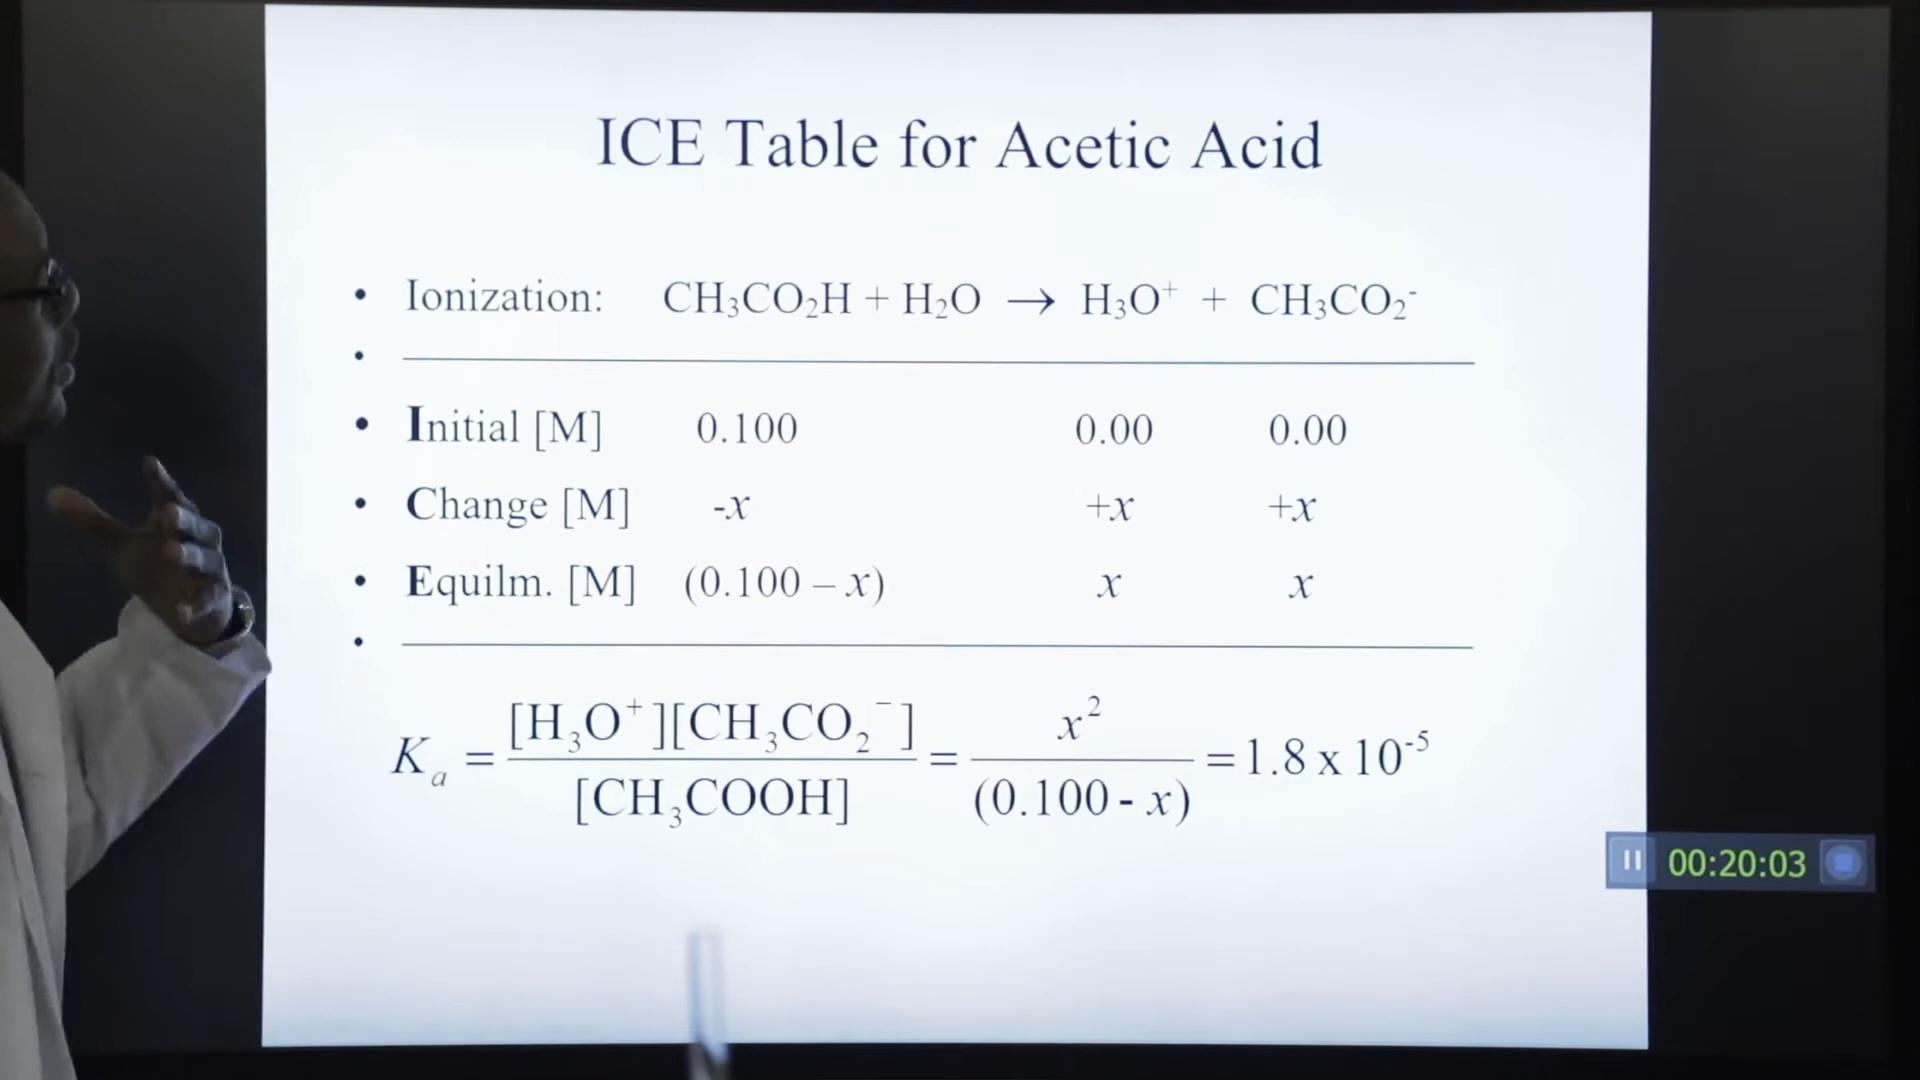 ICE Table for Acetic Acid
• Ionization: CH₃CO₂H + H₂O → H₃O⁺ + CH₃CO₂⁻
•
• Initial [M] 0.100 0.00 0.00
• Change [M] -x +x +x
• Equilm. [M] (0.100 – x) x x
•
Kₐ = [H₃O⁺][CH₃CO₂⁻] / [CH₃COOH] = x² / (0.100 - x) = 1.8 x 10⁻⁵
00:20:03